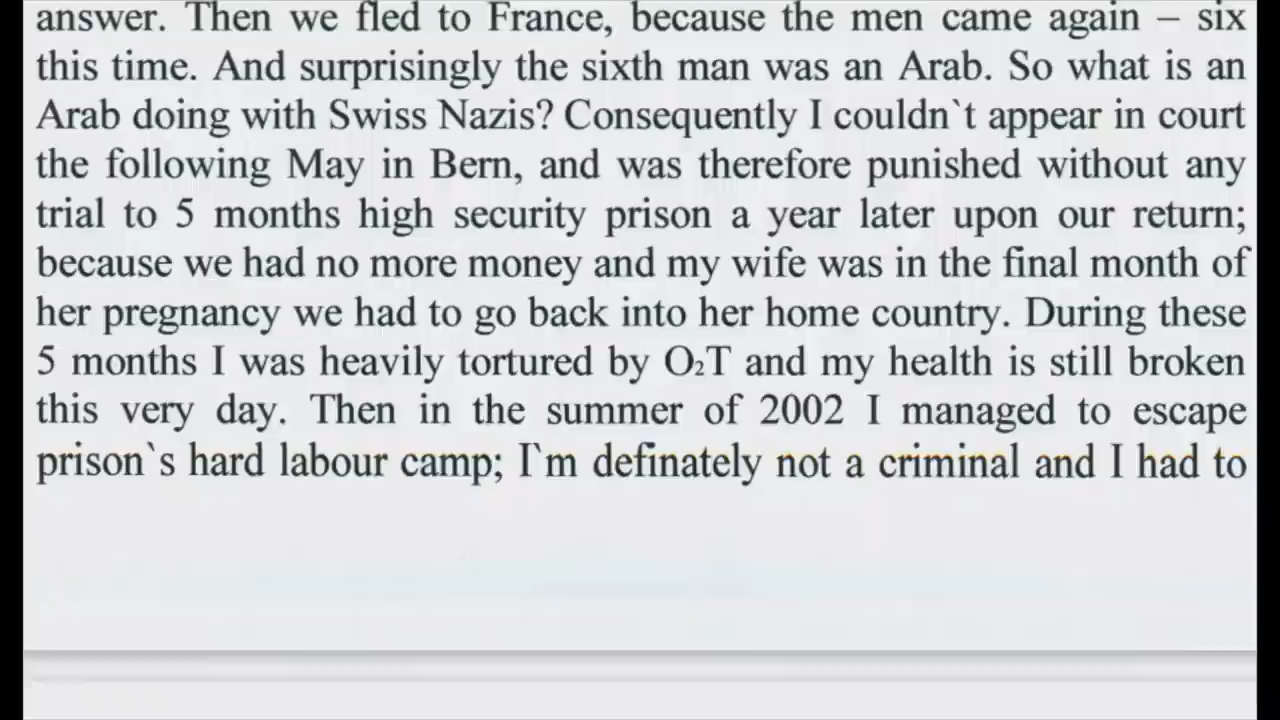 answer. Then we fled to France, because the men came again – six
this time. And surprisingly the sixth man was an Arab. So what is an
Arab doing with Swiss Nazis? Consequently I couldn`t appear in court
the following May in Bern, and was therefore punished without any
trial to 5 months high security prison a year later upon our return;
because we had no more money and my wife was in the final month of
her pregnancy we had to go back into her home country. During these
5 months I was heavily tortured by O₂T and my health is still broken
this very day. Then in the summer of 2002 I managed to escape
prison`s hard labour camp; I`m definately not a criminal and I had to